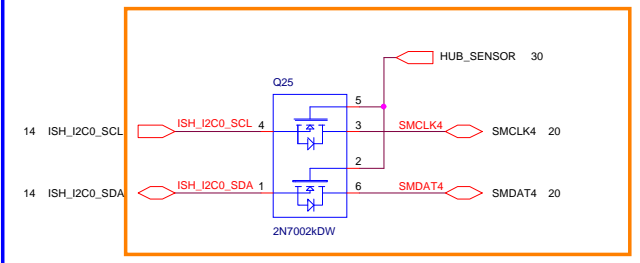 HUB_SENSOR 30
Q25
5
14 ISH_I2C0_SCL ISH_I2C0_SCL 4 3 SMCLK4 SMCLK4 20
2
14 ISH_I2C0_SDA ISH_I2C0_SDA 1 6 SMDAT4 SMDAT4 20
2N7002kDW